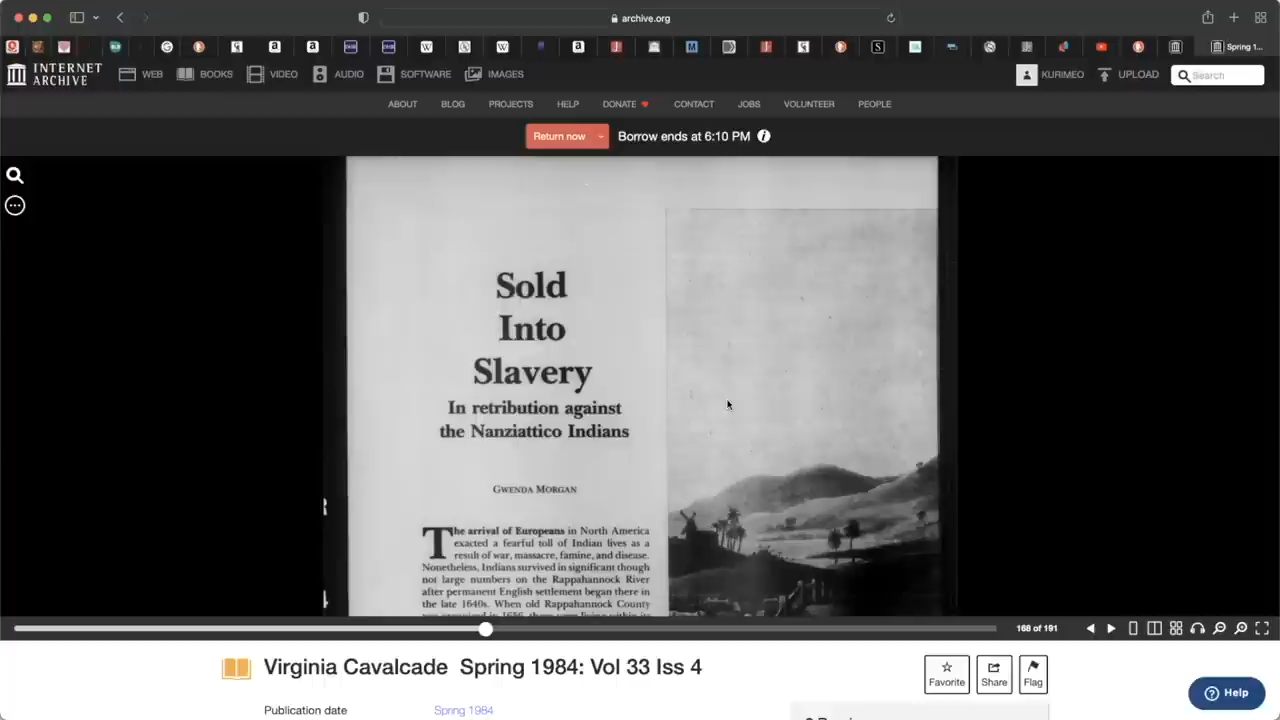 archive.org
Spring 1...
INTERNET ARCHIVE
WEB
BOOKS
VIDEO
AUDIO
SOFTWARE
IMAGES
KURIMEO
UPLOAD
Search
ABOUT
BLOG
PROJECTS
HELP
DONATE
CONTACT
JOBS
VOLUNTEER
PEOPLE
Return now
Borrow ends at 6:10 PM
Sold
Into
Slavery
In retribution against
the Nanziattico Indians
GWENDA MORGAN
The arrival of Europeans in North America
exacted a fearful toll of Indian lives as a
result of war, massacre, famine, and disease.
Nonetheless, Indians survived in significant though
not large numbers on the Rappahannock River
after permanent English settlement began there in
the late 1640s. When old Rappahannock County
168 of 191
Virginia Cavalcade Spring 1984: Vol 33 Iss 4
Favorite
Share
Flag
Help
Publication date
Spring 1984